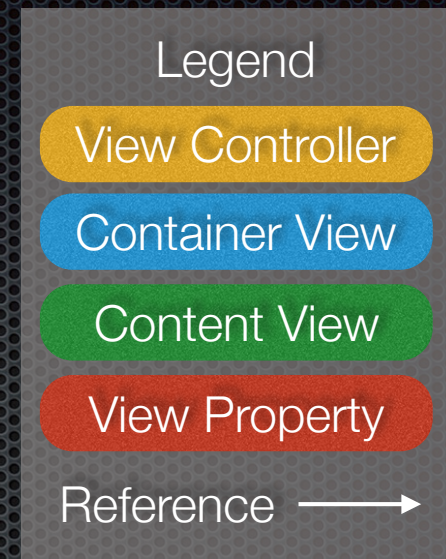 Legend
View Controller
Container View
Content View
View Property
Reference